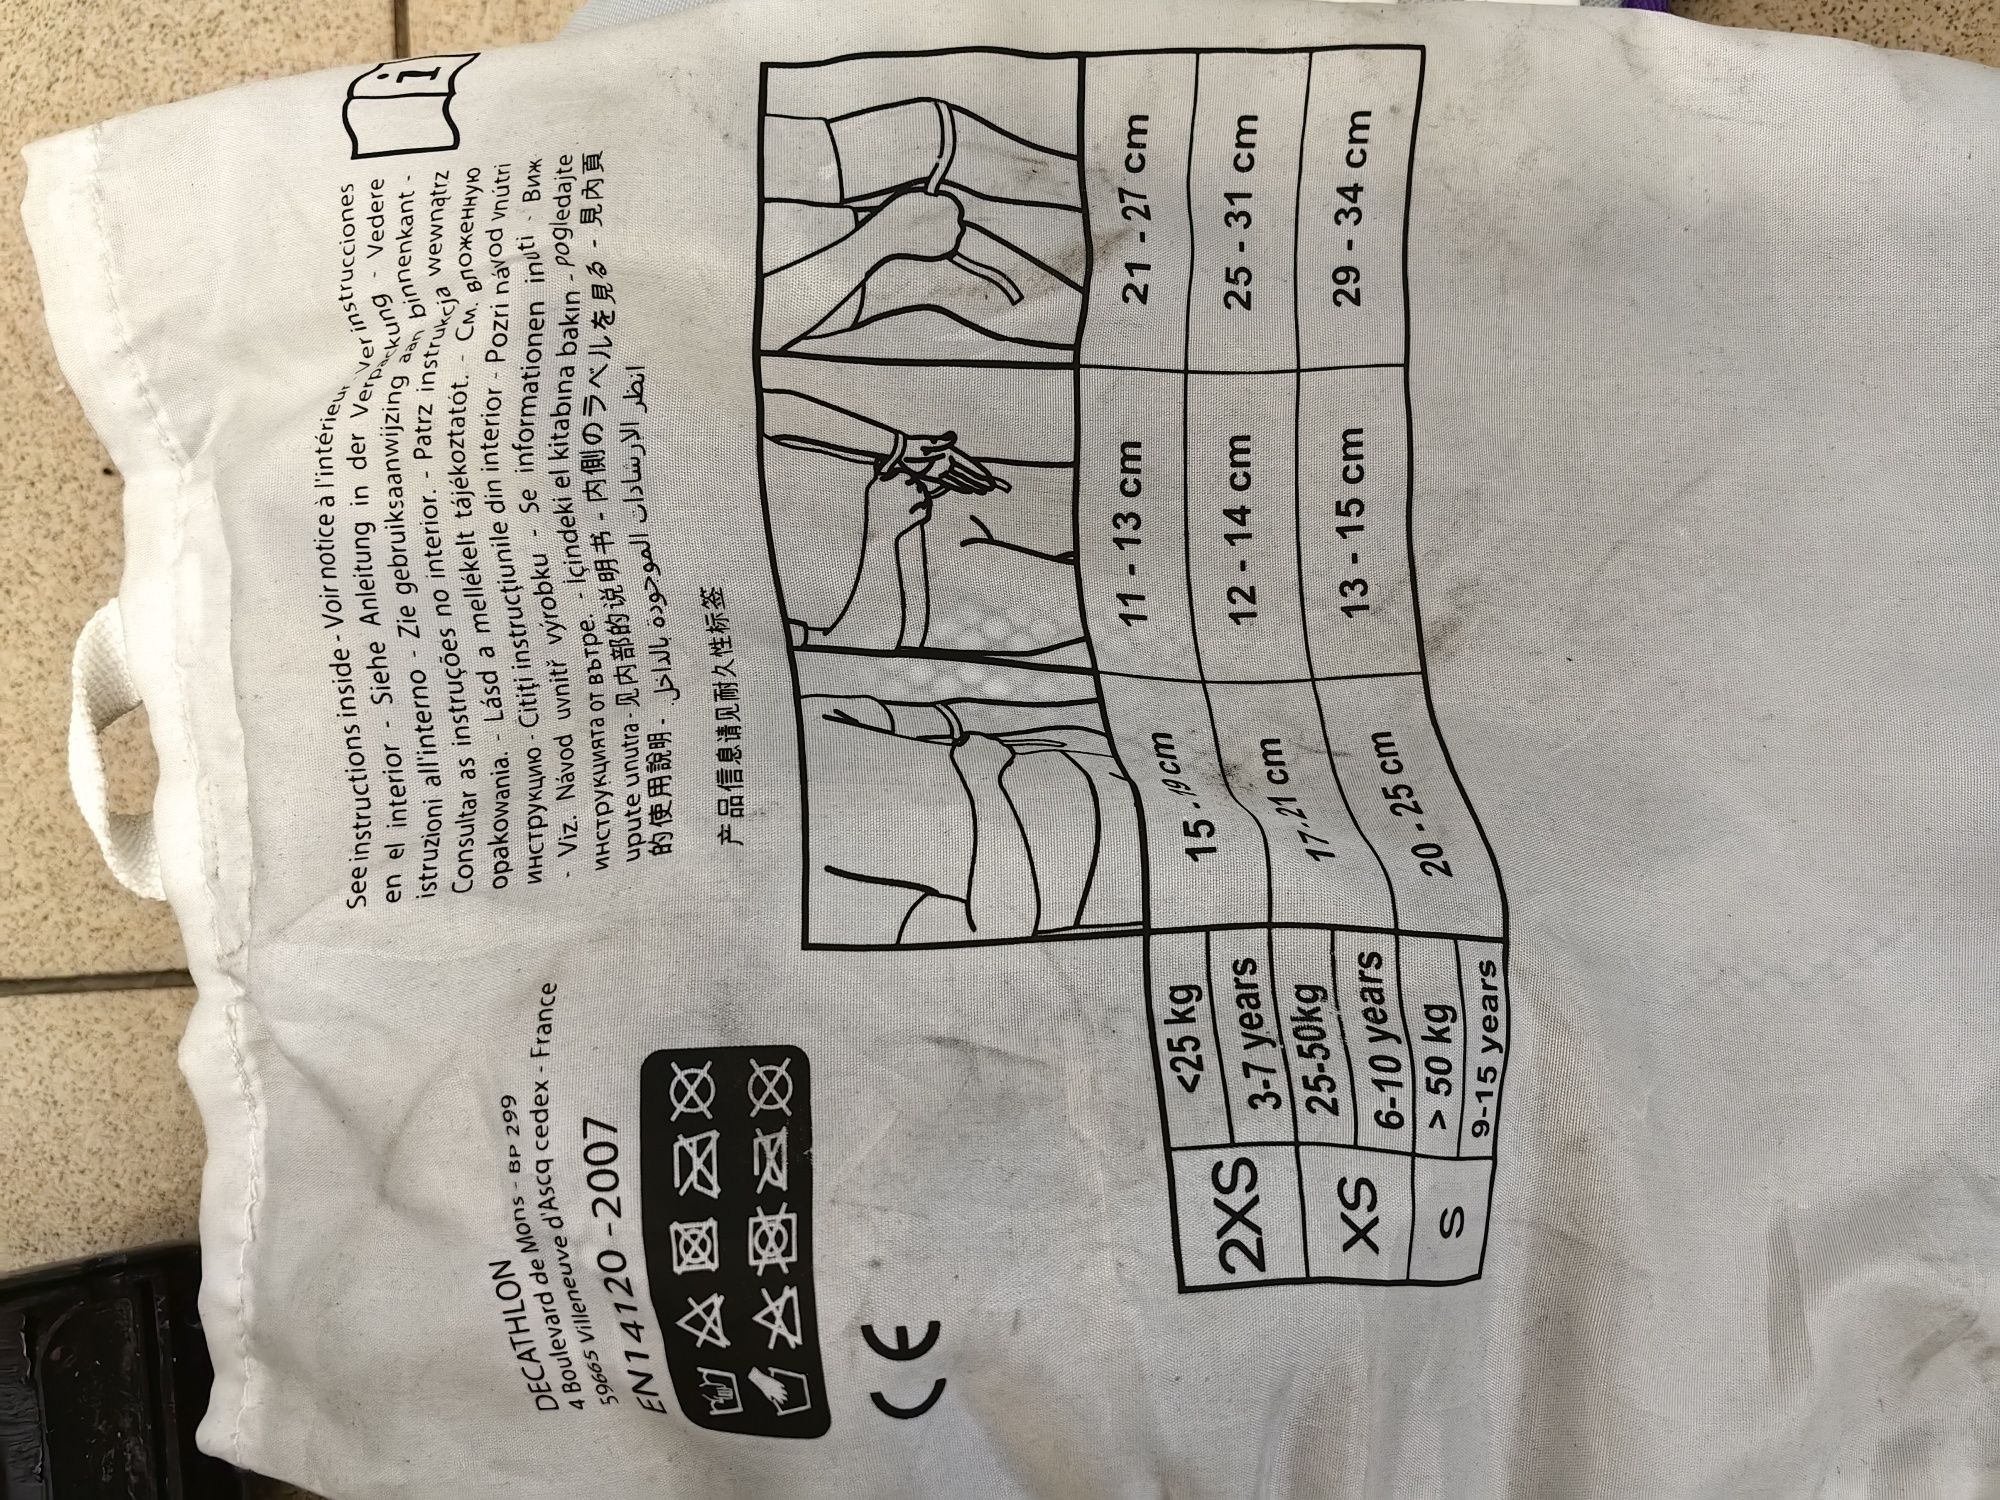 i
See instructions inside - Voir notice à l'intérieur - Ver instrucciones
en el interior - Siehe Anleitung in der Verpackung - Vedere
istruzioni all'interno - Zie gebruiksaanwijzing aan binnenkant -
Consultar as instruções no interior. - Patrz instrukcja wewnątrz
opakowania. - Lásd a mellékelt tájékoztatót. - См. вложенную
инструкцию - Citiţi instrucţiunile din interior - Pozri návod vnútri
- Viz. Návod uvnitř výrobku - Se informationen inuti - Виж
инструкцията от вътре. - Içindeki el kitabına bakın - Pogledajte
upute unutra - 见内部的说明书 - 内側のラベルを見る - 見內頁
的使用說明 - انظر الارشادات الموجودة بالداخل
产品信息请见耐久性标签
DECATHLON
4 Boulevard de Mons - BP 299
59665 Villeneuve d'Ascq cedex - France
EN14120 -2007
CE
2XS <25 kg 3-7 years 15 - 19 cm 11 - 13 cm 21 - 27 cm
XS 25-50kg 6-10 years 17-21 cm 12 - 14 cm 25 - 31 cm
S > 50 kg 9-15 years 20 - 25 cm 13 - 15 cm 29 - 34 cm